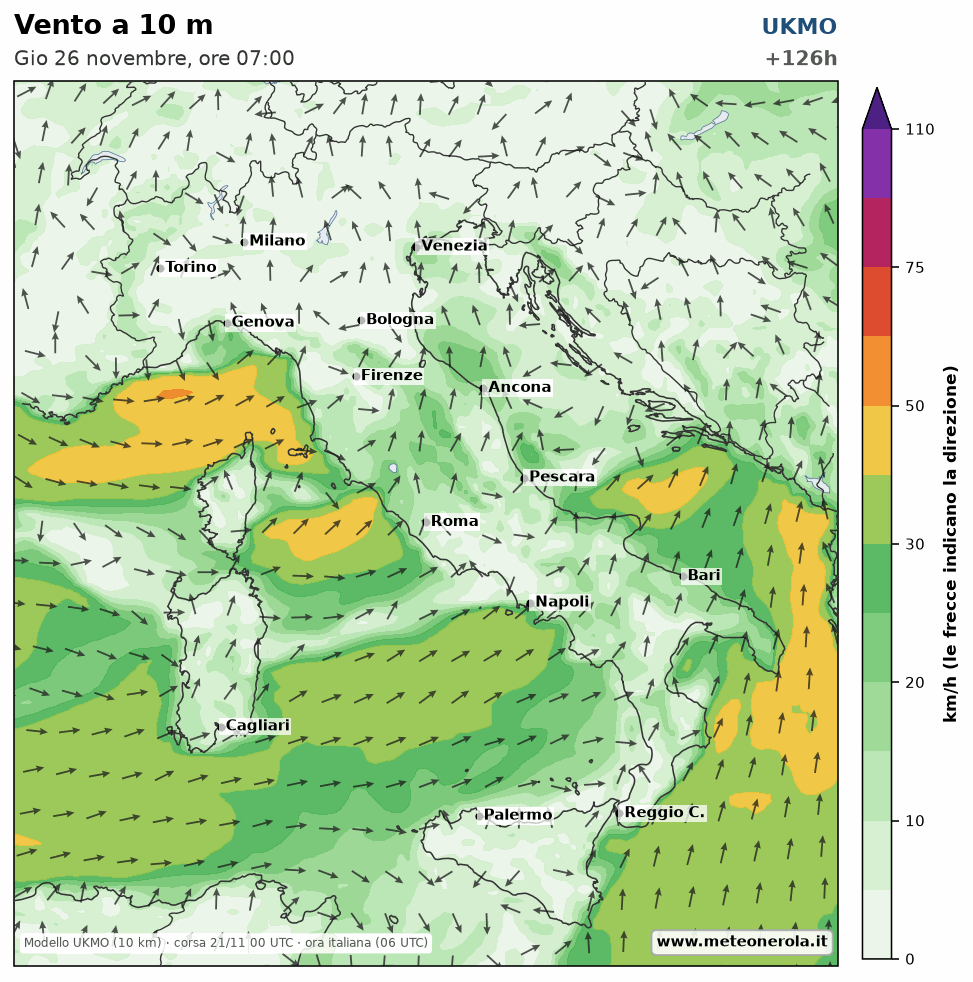 Vento a 10 m
UKMO
Gio 26 novembre, ore 07:00
+126h
Milano
Venezia
Torino
Genova
Bologna
Firenze
Ancona
Pescara
Roma
Bari
Napoli
Cagliari
Palermo
Reggio C.
110
75
50
30
20
10
0
km/h (le frecce indicano la direzione)
Modello UKMO (10 km) · corsa 21/11 00 UTC · ora italiana (06 UTC)
www.meteonerola.it